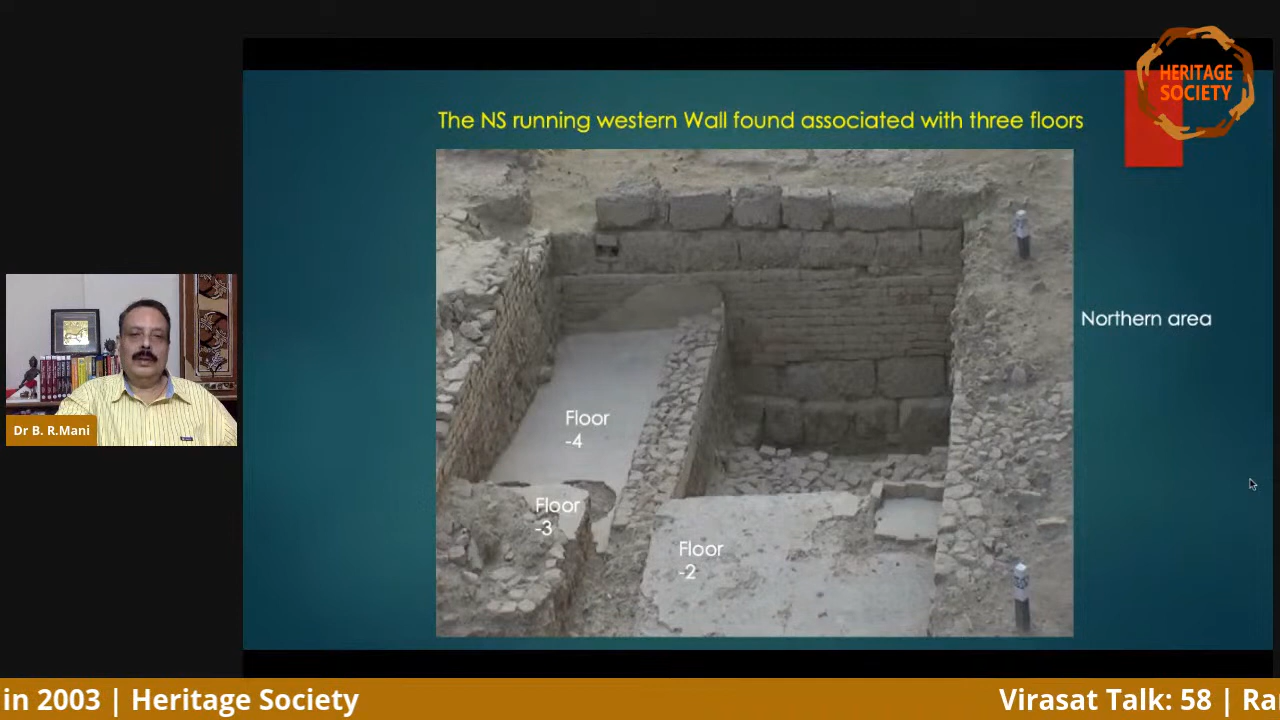 HERITAGE
SOCIETY
The NS running western Wall found associated with three floors
Northern area
Floor
-4
Floor
-3
Floor
-2
Dr B. R.Mani
in 2003 | Heritage Society
Virasat Talk: 58 | Ra